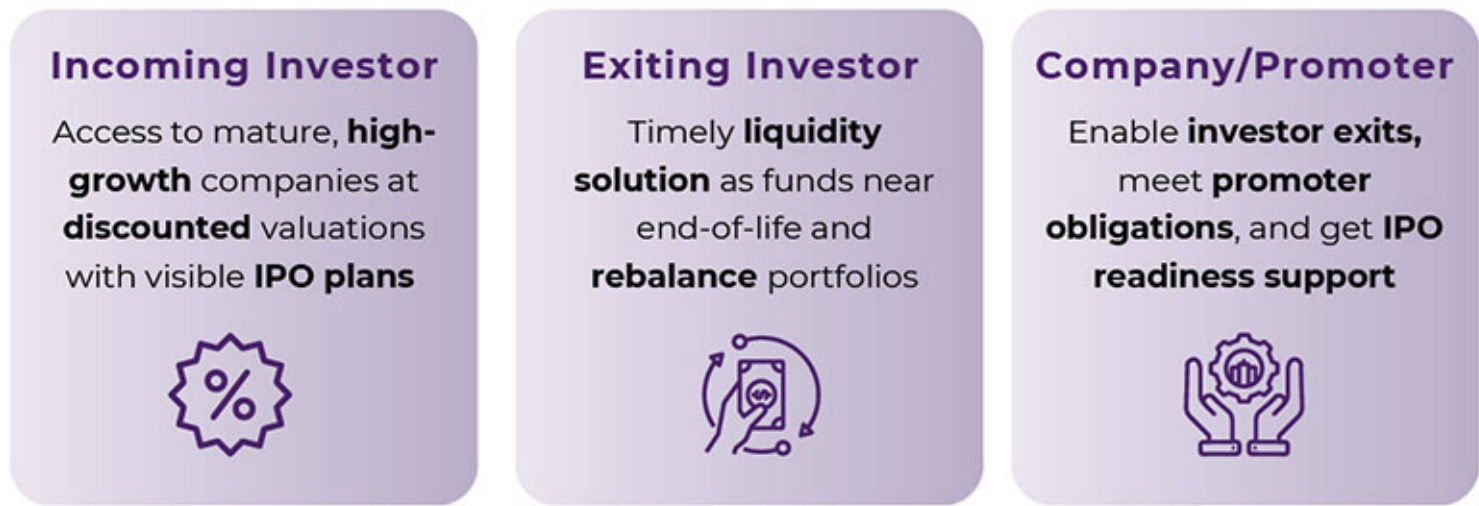 Incoming Investor
Access to mature, high-
growth companies at
discounted valuations
with visible IPO plans
%
Exiting Investor
Timely liquidity
solution as funds near
end-of-life and
rebalance portfolios
Company/Promoter
Enable investor exits,
meet promoter
obligations, and get IPO
readiness support